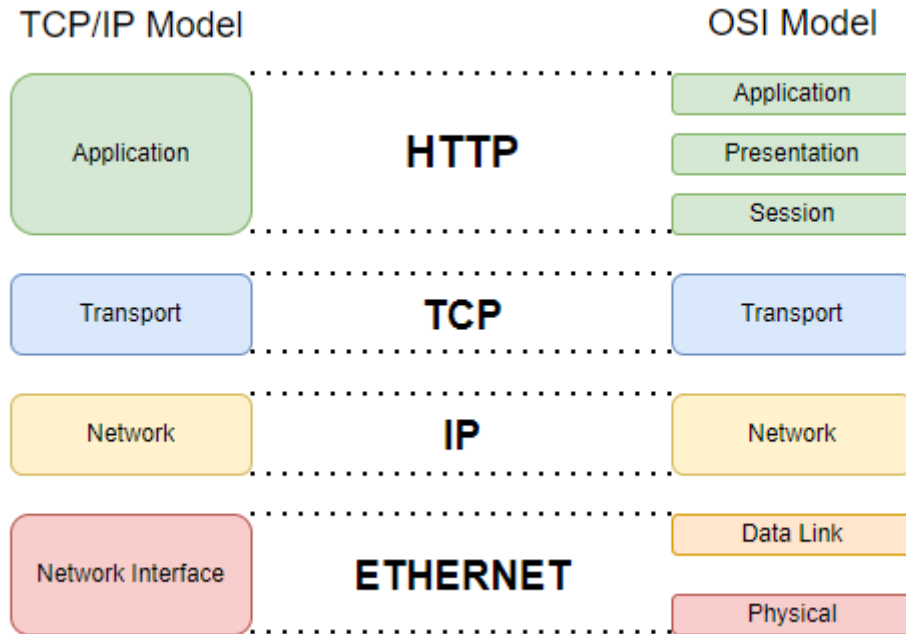 TCP/IP Model
OSI Model
Application
HTTP
Application
Presentation
Session
Transport
TCP
Transport
Network
IP
Network
Network Interface
ETHERNET
Data Link
Physical